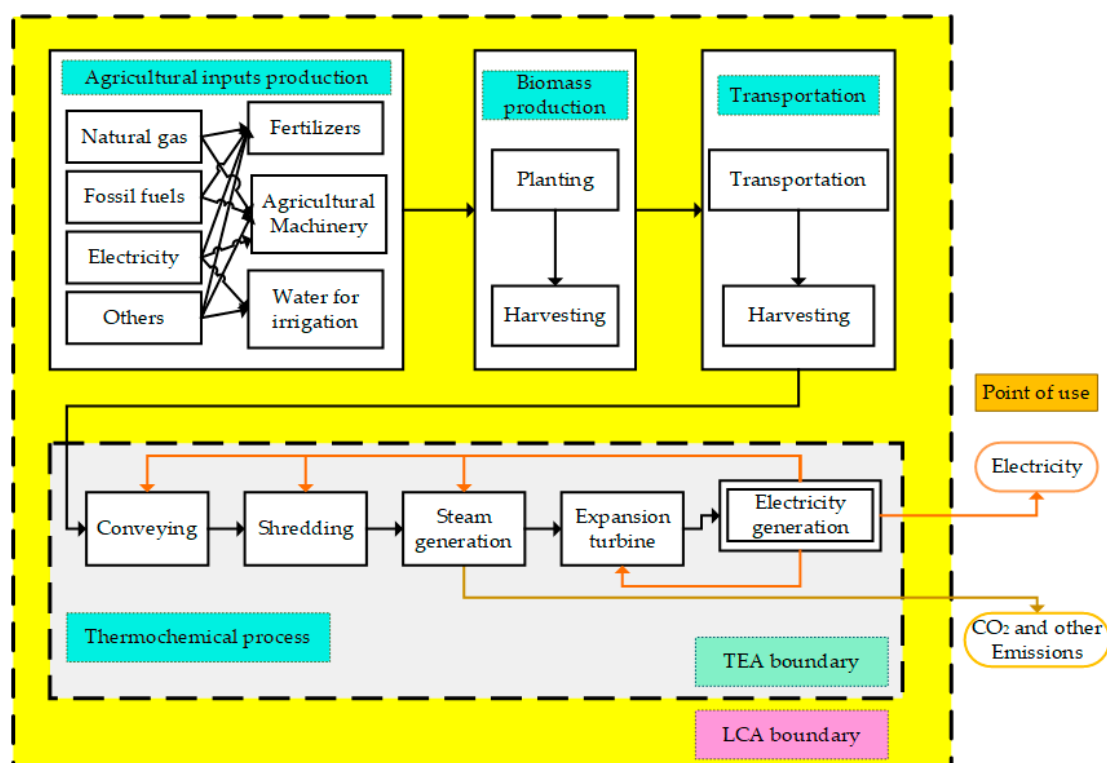 Agricultural inputs production
Natural gas
Fossil fuels
Electricity
Others
Fertilizers
Agricultural
Machinery
Water for
irrigation
Biomass
production
Planting
Harvesting
Transportation
Transportation
Harvesting
Point of use
Electricity
Conveying
Shredding
Steam
generation
Expansion
turbine
Electricity
generation
CO₂ and other
Emissions
Thermochemical process
TEA boundary
LCA boundary